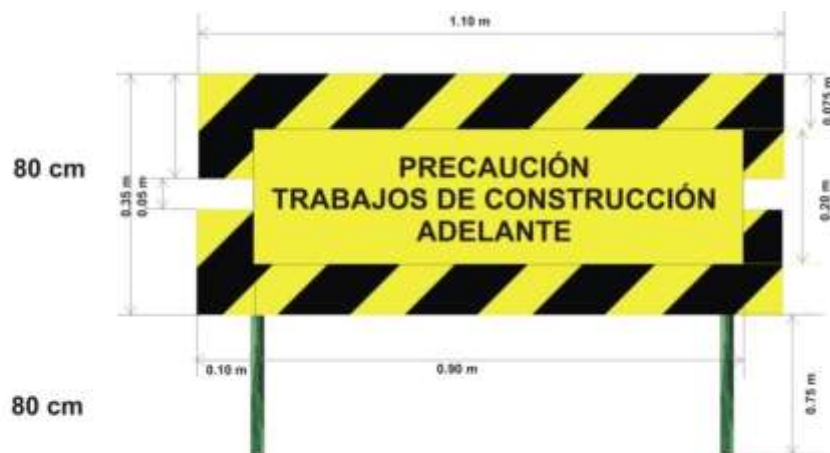 1.10 m
0.075 m
80 cm
0.35 m
0.05 m
PRECAUCIÓN
TRABAJOS DE CONSTRUCCIÓN
ADELANTE
0.20 m
0.10 m
0.90 m
80 cm
0.75 m